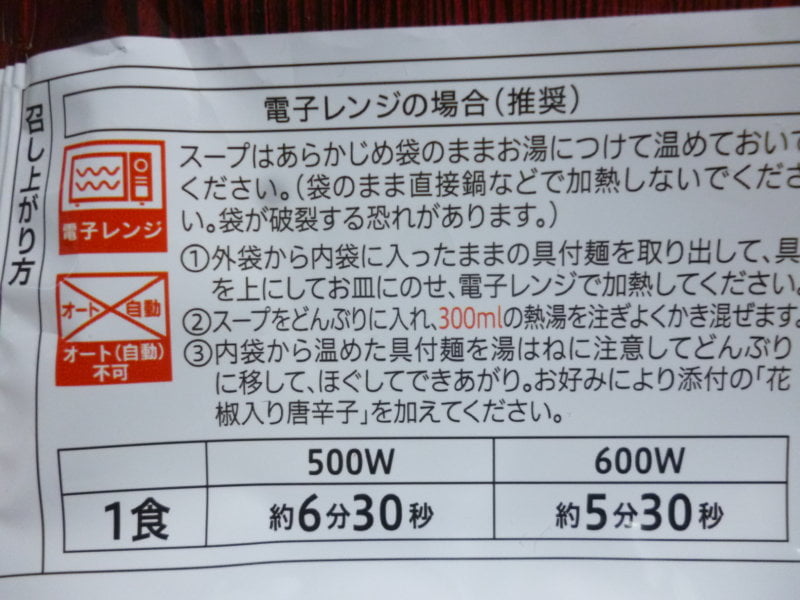 召し上がり方
電子レンジの場合(推奨)
電子レンジ
オート 自動
オート(自動)
不可
スープはあらかじめ袋のままお湯につけて温めておいて
ください。(袋のまま直接鍋などで加熱しないでくださ
い。袋が破裂する恐れがあります。)
①外袋から内袋に入ったままの具付麺を取り出して、具
を上にしてお皿にのせ、電子レンジで加熱してください。
②スープをどんぶりに入れ、300mlの熱湯を注ぎよくかき混ぜます。
③内袋から温めた具付麺を湯はねに注意してどんぶり
に移して、ほぐしてできあがり。お好みにより添付の「花
椒入り唐辛子」を加えてください。
500W 600W
1食 約6分30秒 約5分30秒